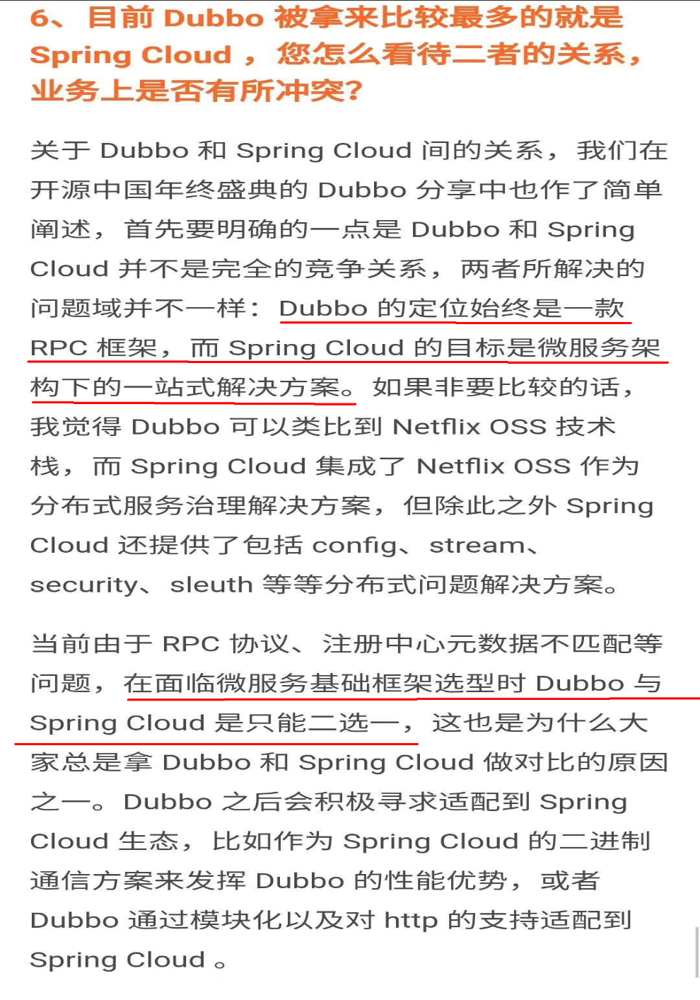 6、目前 Dubbo 被拿来比较最多的就是
Spring Cloud ，您怎么看待二者的关系，
业务上是否有所冲突？
关于 Dubbo 和 Spring Cloud 间的关系，我们在
开源中国年终盛典的 Dubbo 分享中也作了简单
阐述，首先要明确的一点是 Dubbo 和 Spring
Cloud 并不是完全的竞争关系，两者所解决的
问题域并不一样：Dubbo 的定位始终是一款
RPC 框架，而 Spring Cloud 的目标是微服务架
构下的一站式解决方案。如果非要比较的话，
我觉得 Dubbo 可以类比到 Netflix OSS 技术
栈，而 Spring Cloud 集成了 Netflix OSS 作为
分布式服务治理解决方案，但除此之外 Spring
Cloud 还提供了包括 config、stream、
security、sleuth 等等分布式问题解决方案。
当前由于 RPC 协议、注册中心元数据不匹配等
问题，在面临微服务基础框架选型时 Dubbo 与
Spring Cloud 是只能二选一，这也是为什么大
家总是拿 Dubbo 和 Spring Cloud 做对比的原因
之一。Dubbo 之后会积极寻求适配到 Spring
Cloud 生态，比如作为 Spring Cloud 的二进制
通信方案来发挥 Dubbo 的性能优势，或者
Dubbo 通过模块化以及对 http 的支持适配到
Spring Cloud 。